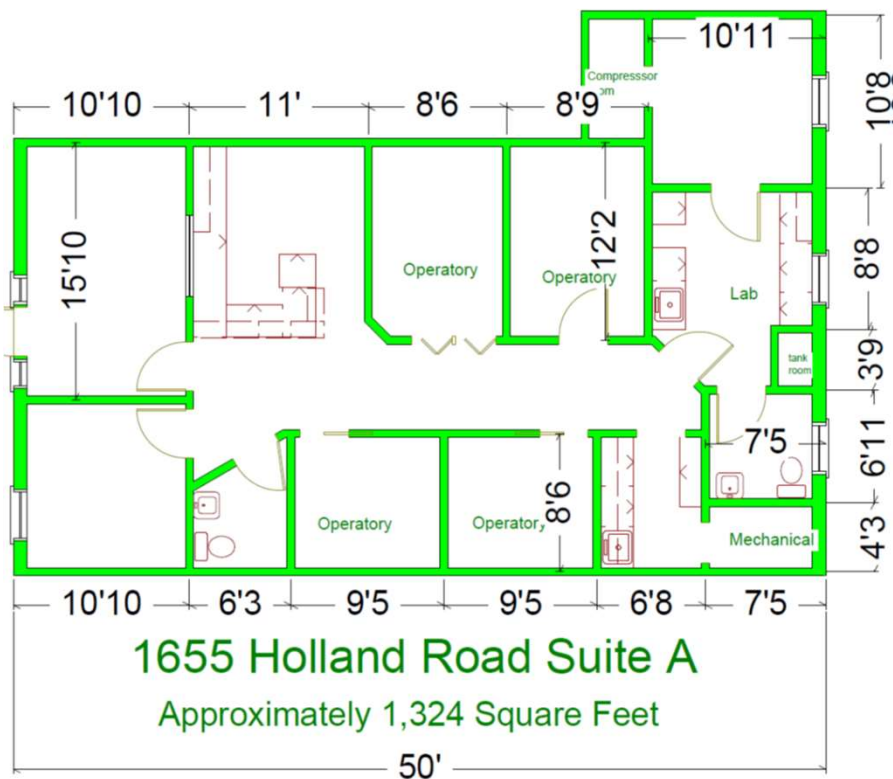 10'11
Compresssor
om
10'8
10'10
11'
8'6
8'9
15'10
12'2
Operatory
Operatory
Lab
8'8
tank
room
3'9
7'5
6'11
Operatory
Operatory
8'6
Mechanical
4'3
10'10
6'3
9'5
9'5
6'8
7'5
1655 Holland Road Suite A
Approximately 1,324 Square Feet
50'